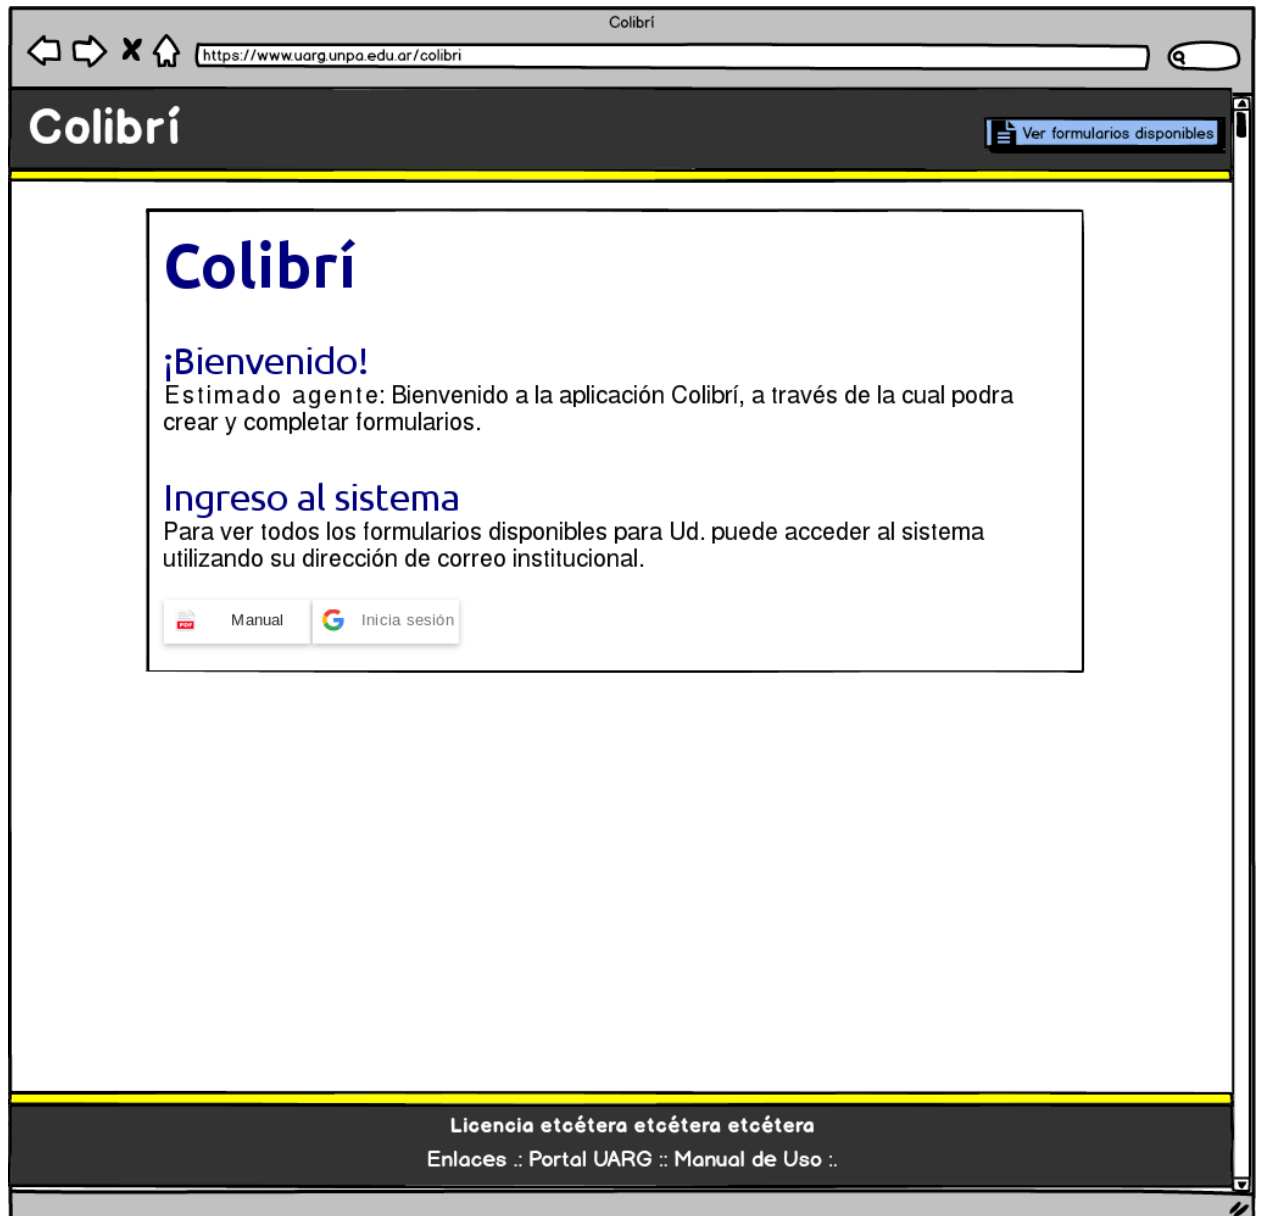 Colibrí
https://www.uarg.unpa.edu.ar/colibri
Colibrí
Ver formularios disponibles
Colibrí
¡Bienvenido!
Estimado agente: Bienvenido a la aplicación Colibrí, a través de la cual podra
crear y completar formularios.
Ingreso al sistema
Para ver todos los formularios disponibles para Ud. puede acceder al sistema
utilizando su dirección de correo institucional.
PDF Manual
Inicia sesión
Licencia etcétera etcétera etcétera
Enlaces .: Portal UARG :: Manual de Uso :.